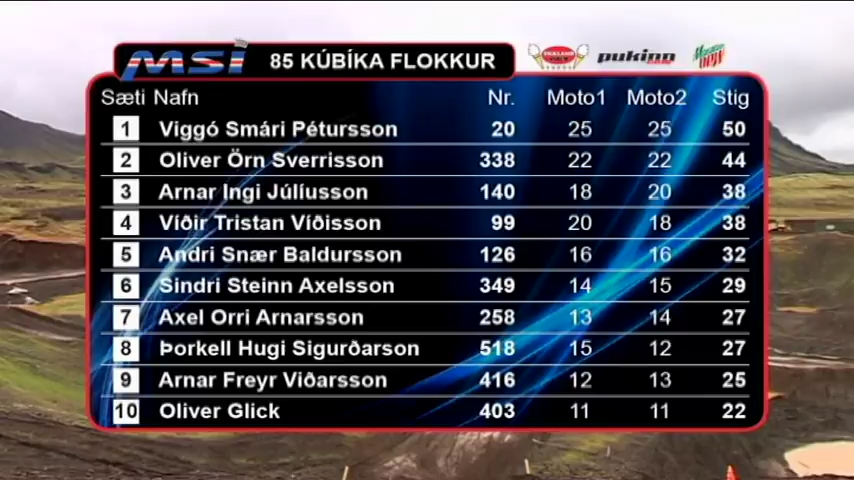 MSI 85 KÚBÍKA FLOKKUR pukinn.com
Sæti Nafn Nr. Moto1 Moto2 Stig
1 Viggó Smári Pétursson 20 25 25 50
2 Oliver Örn Sverrisson 338 22 22 44
3 Arnar Ingi Júlíusson 140 18 20 38
4 Víðir Tristan Víðisson 99 20 18 38
5 Andri Snær Baldursson 126 16 16 32
6 Sindri Steinn Axelsson 349 14 15 29
7 Axel Orri Arnarsson 258 13 14 27
8 Þorkell Hugi Sigurðarson 518 15 12 27
9 Arnar Freyr Viðarsson 416 12 13 25
10 Oliver Glick 403 11 11 22